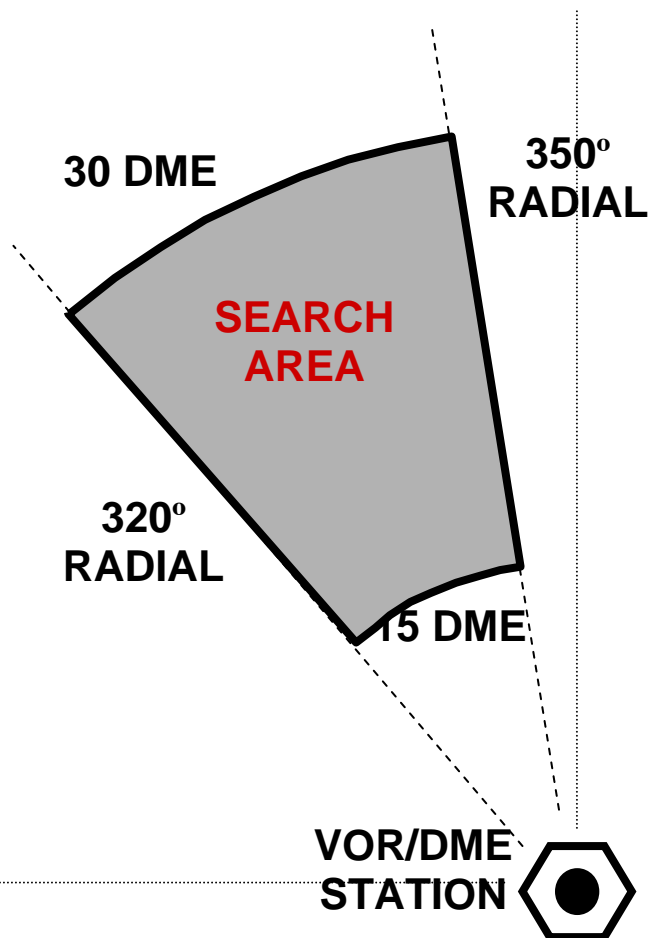 30 DME
350º
RADIAL
SEARCH
AREA
320º
RADIAL
15 DME
VOR/DME
STATION